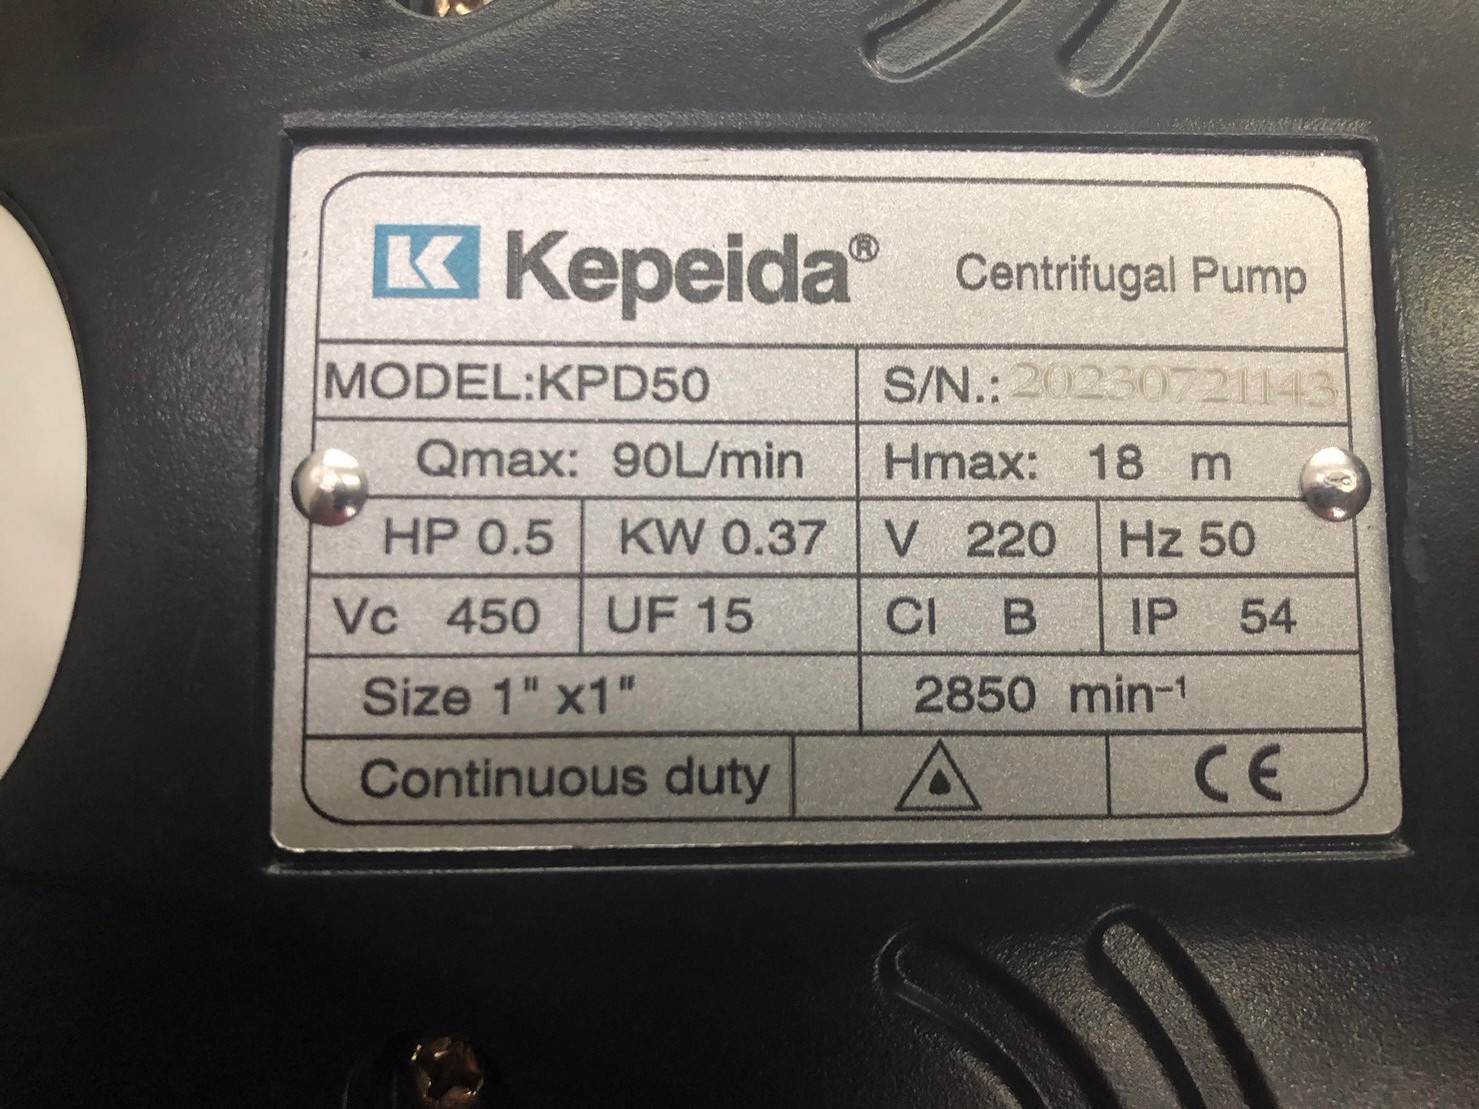 K Kepeida® Centrifugal Pump
MODEL:KPD50 S/N.: 20230721143
Qmax: 90L/min Hmax: 18 m
HP 0.5 KW 0.37 V 220 Hz 50
Vc 450 UF 15 Cl B IP 54
Size 1" x1" 2850 min⁻¹
Continuous duty CE